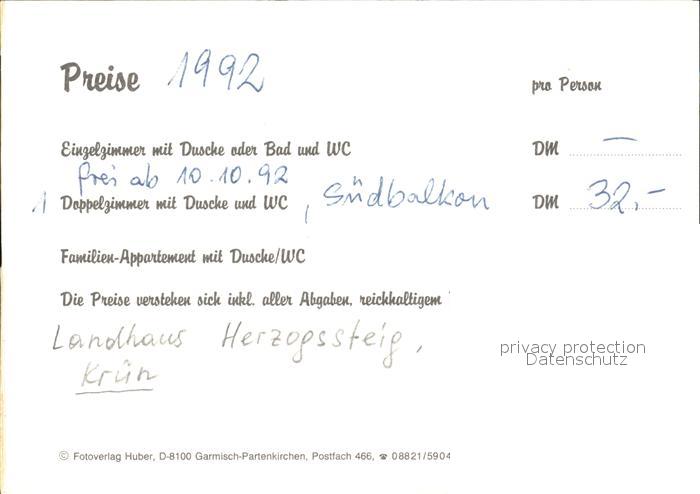 Preise 1992 pro Person
Einzelzimmer mit Dusche oder Bad und WC DM —
frei ab 10.10.92
1 Doppelzimmer mit Dusche und WC , Südbalkon DM 32,-
Familien-Appartement mit Dusche/WC
Die Preise verstehen sich inkl. aller Abgaben, reichhaltigem
Landhaus Herzogssteig,
Krün
privacy protection
Datenschutz
© Fotoverlag Huber, D-8100 Garmisch-Partenkirchen, Postfach 466, ☎ 08821/5904